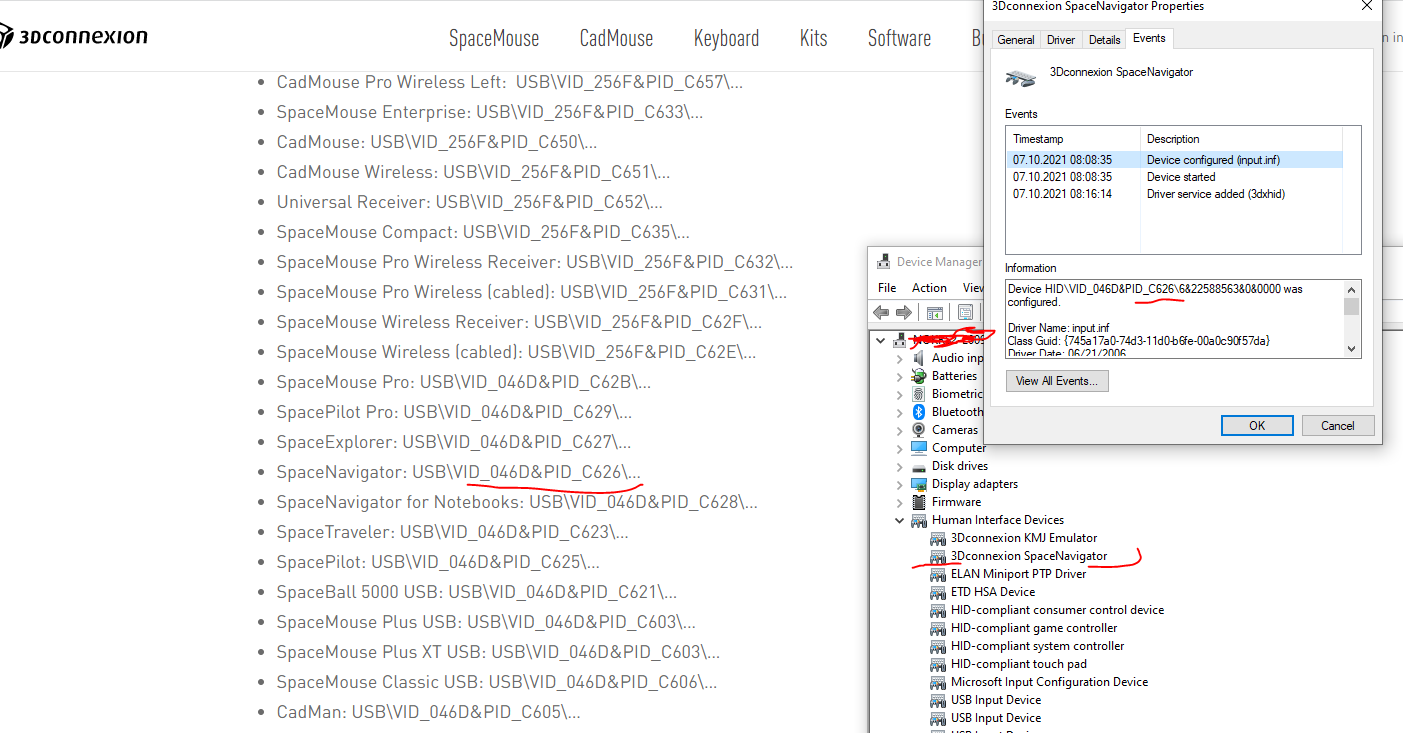 3DCONNEXION
SpaceMouse CadMouse Keyboard Kits Software
n in
CadMouse Pro Wireless Left: USB\VID_256F&PID_C657\...
SpaceMouse Enterprise: USB\VID_256F&PID_C633\...
CadMouse: USB\VID_256F&PID_C650\...
CadMouse Wireless: USB\VID_256F&PID_C651\...
Universal Receiver: USB\VID_256F&PID_C652\...
SpaceMouse Compact: USB\VID_256F&PID_C635\...
SpaceMouse Pro Wireless Receiver: USB\VID_256F&PID_C632\...
SpaceMouse Pro Wireless (cabled): USB\VID_256F&PID_C631\...
SpaceMouse Wireless Receiver: USB\VID_256F&PID_C62F\...
SpaceMouse Wireless (cabled): USB\VID_256F&PID_C62E\...
SpaceMouse Pro: USB\VID_046D&PID_C62B\...
SpacePilot Pro: USB\VID_046D&PID_C629\...
SpaceExplorer: USB\VID_046D&PID_C627\...
SpaceNavigator: USB\VID_046D&PID_C626\...
SpaceNavigator for Notebooks: USB\VID_046D&PID_C628\...
SpaceTraveler: USB\VID_046D&PID_C623\...
SpacePilot: USB\VID_046D&PID_C625\...
SpaceBall 5000 USB: USB\VID_046D&PID_C621\...
SpaceMouse Plus USB: USB\VID_046D&PID_C603\...
SpaceMouse Plus XT USB: USB\VID_046D&PID_C603\...
SpaceMouse Classic USB: USB\VID_046D&PID_C606\...
CadMan: USB\VID_046D&PID_C605\...
3Dconnexion SpaceNavigator Properties
General Driver Details Events
3Dconnexion SpaceNavigator
Events
Timestamp Description
07.10.2021 08:08:35 Device configured (input.inf)
07.10.2021 08:08:35 Device started
07.10.2021 08:16:14 Driver service added (3dxhid)
Information
Device HID\VID_046D&PID_C626\6&22588563&0&0000 was
configured.
Driver Name: input.inf
Class Guid: {745a17a0-74d3-11d0-b6fe-00a0c90f57da}
Driver Date: 06/21/2006
View All Events...
OK Cancel
Device Manager
File Action View
Audio inp
Batteries
Biometric
Bluetooth
Cameras
Computer
Disk drives
Display adapters
Firmware
Human Interface Devices
3Dconnexion KMJ Emulator
3Dconnexion SpaceNavigator
ELAN Miniport PTP Driver
ETD HSA Device
HID-compliant consumer control device
HID-compliant game controller
HID-compliant system controller
HID-compliant touch pad
Microsoft Input Configuration Device
USB Input Device
USB Input Device